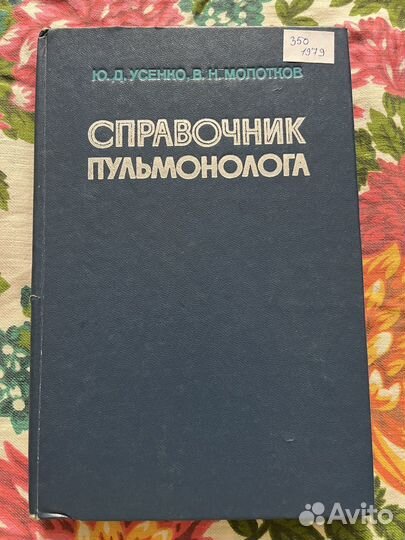 350
1979
Ю. Д. УСЕНКО, В. Н. МОЛОТКОВ
СПРАВОЧНИК
ПУЛЬМОНОЛОГА
Avito